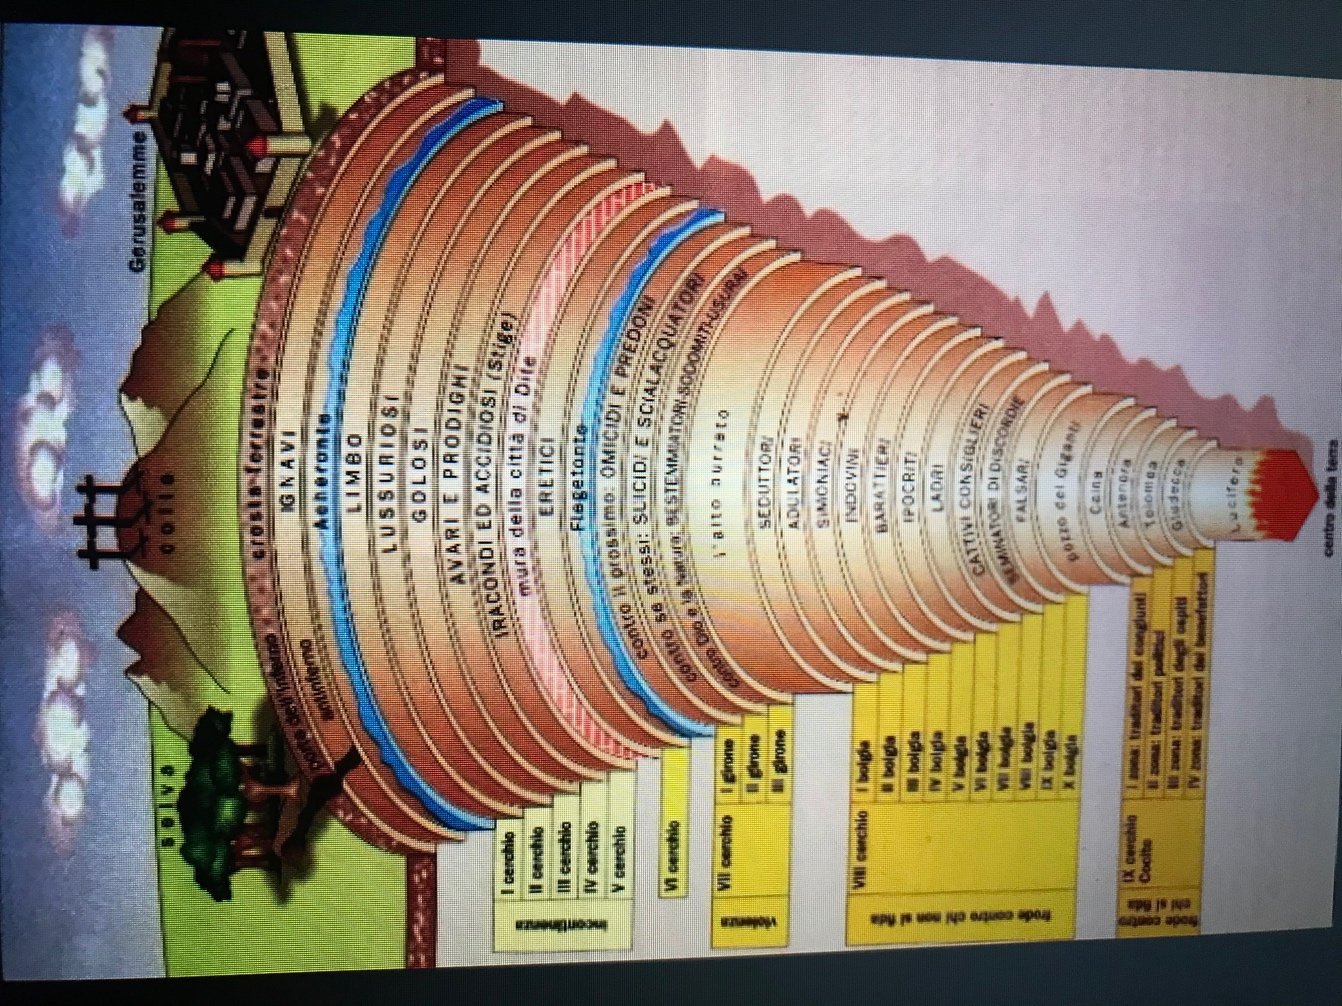 Gerusalemme
colle
selva
crosta terrestre
porta dell'inferno
antinferno
IGNAVI
Acheronte
LIMBO
LUSSURIOSI
GOLOSI
AVARI E PRODIGHI
IRACONDI ED ACCIDIOSI (Stige)
mura della città di Dite
ERETICI
Flegetonte
contro il prossimo: OMICIDI E PREDONI
contro se stessi: SUICIDI E SCIALACQUATORI
contro Dio e la Natura: BESTEMMIATORI-SODOMITI-USURAI
l'alto burrato
SEDUTTORI
ADULATORI
SIMONIACI
INDOVINI
BARATTIERI
IPOCRITI
LADRI
CATTIVI CONSIGLIERI
SEMINATORI DI DISCORDIE
FALSARI
pozzo dei Giganti
Caina
Antenora
Tolomea
Giudecca
Lucifero
centro della terra
incontinenza
I cerchio
II cerchio
III cerchio
IV cerchio
V cerchio
VI cerchio
violenza
VII cerchio
I girone
II girone
III girone
frode contro chi non si fida
VIII cerchio
I bolgia
II bolgia
III bolgia
IV bolgia
V bolgia
VI bolgia
VII bolgia
VIII bolgia
IX bolgia
X bolgia
frode contro
chi si fida
IX cerchio
Cocito
I zona: traditori dei congiunti
II zona: traditori politici
III zona: traditori degli ospiti
IV zona: traditori dei benefattori